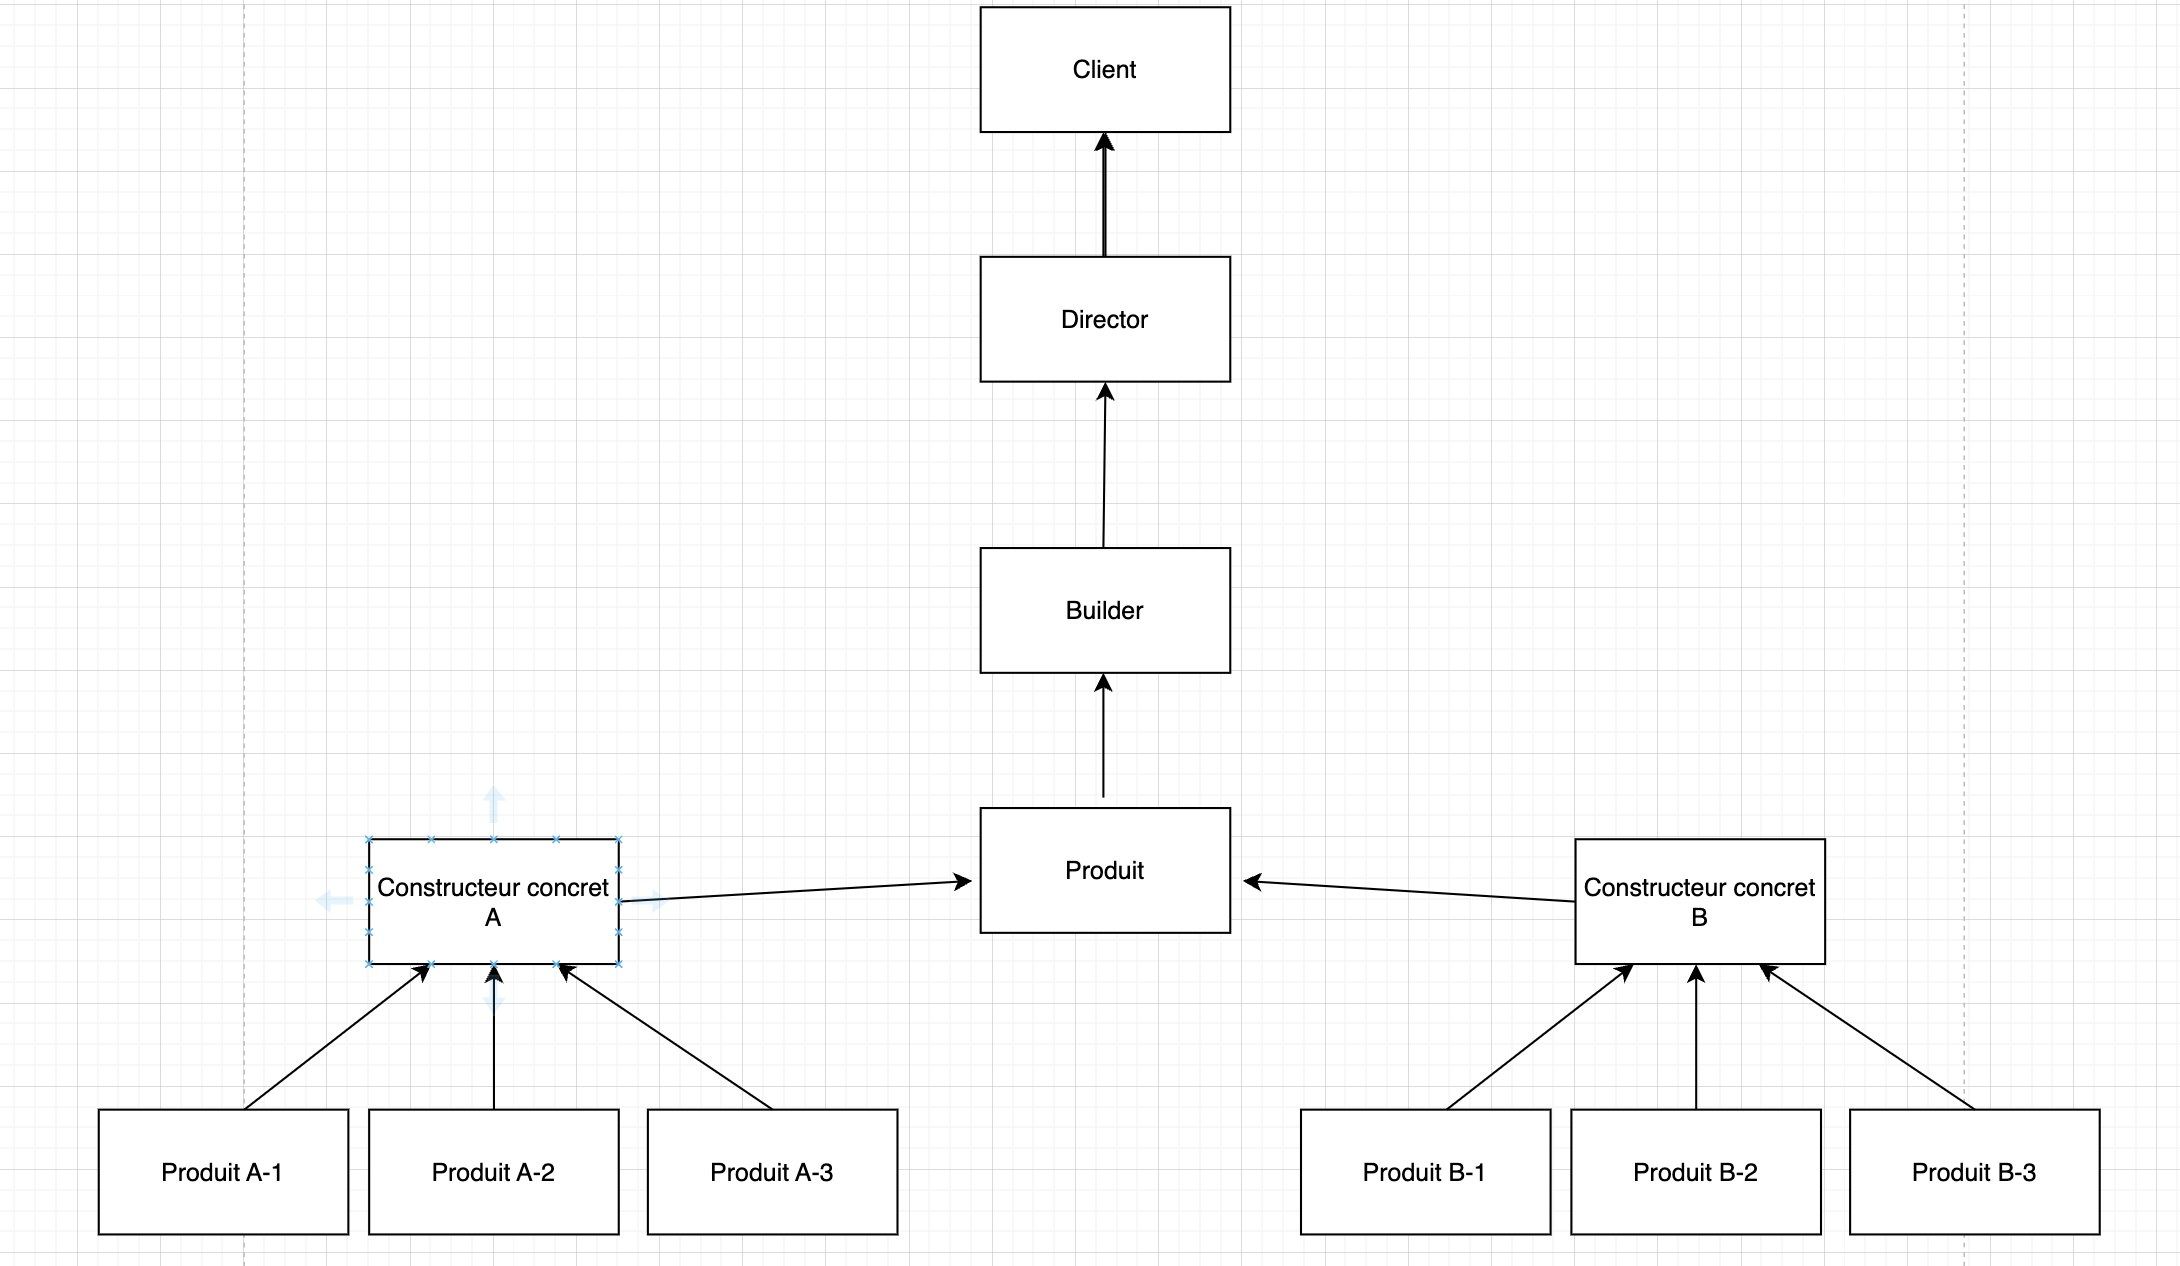 Client
Director
Builder
Produit
Constructeur concret
A
Constructeur concret
B
Produit A-1
Produit A-2
Produit A-3
Produit B-1
Produit B-2
Produit B-3